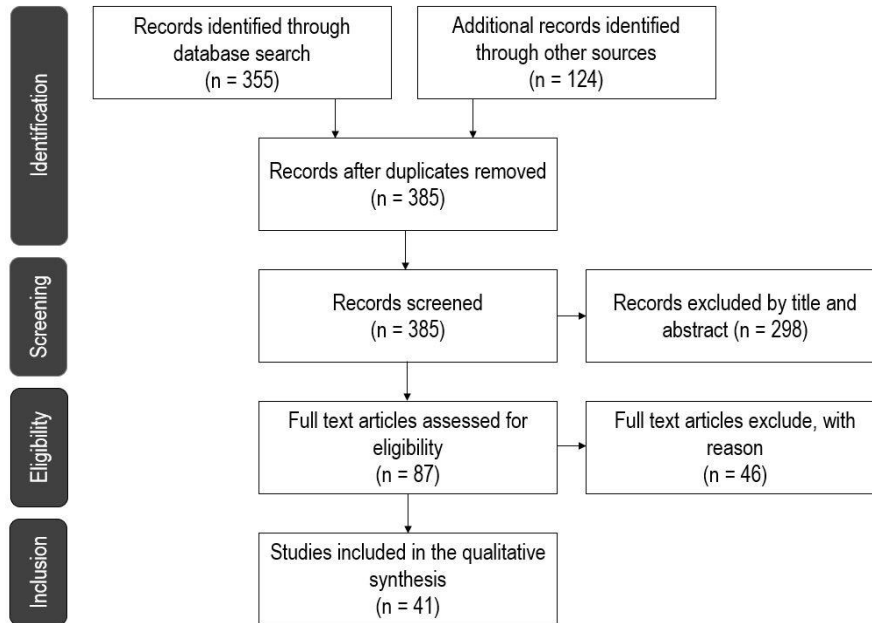 Identification
Records identified through
database search
(n = 355)
Additional records identified
through other sources
(n = 124)
Records after duplicates removed
(n = 385)
Screening
Records screened
(n = 385)
Records excluded by title and
abstract (n = 298)
Eligibility
Full text articles assessed for
eligibility
(n = 87)
Full text articles exclude, with
reason
(n = 46)
Inclusion
Studies included in the qualitative
synthesis
(n = 41)